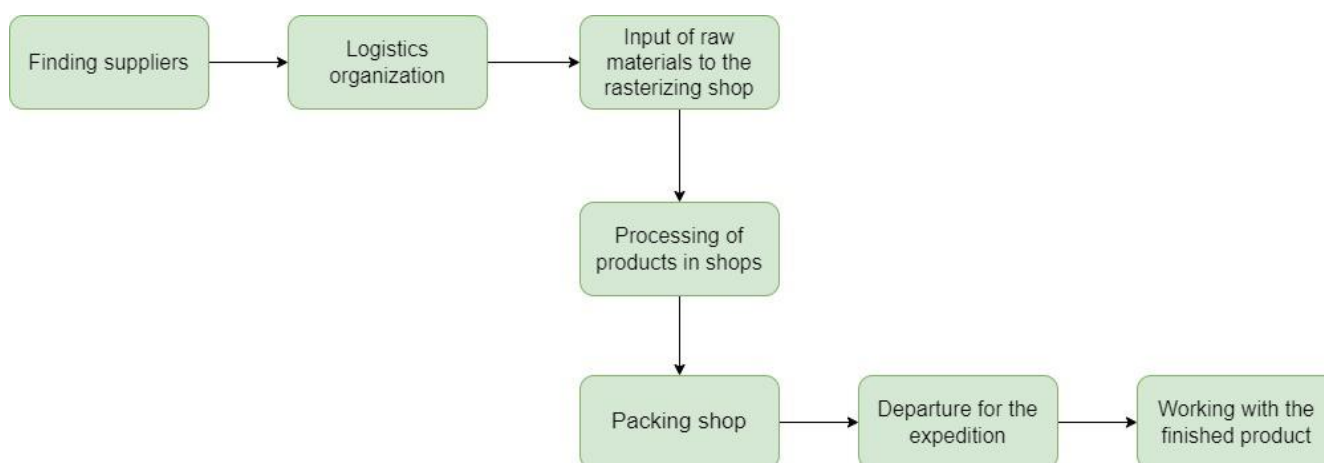 Finding suppliers
Logistics
organization
Input of raw
materials to the
rasterizing shop
Processing of
products in shops
Packing shop
Departure for the
expedition
Working with the
finished product